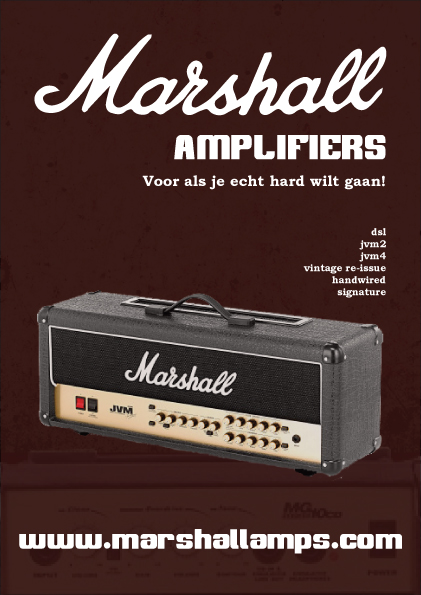 Marshall
AMPLIFIERS
Voor als je echt hard wilt gaan!
dsl
jvm2
jvm4
vintage re-issue
handwired
signature
Marshall
JVM
MG10CD
www.marshallamps.com